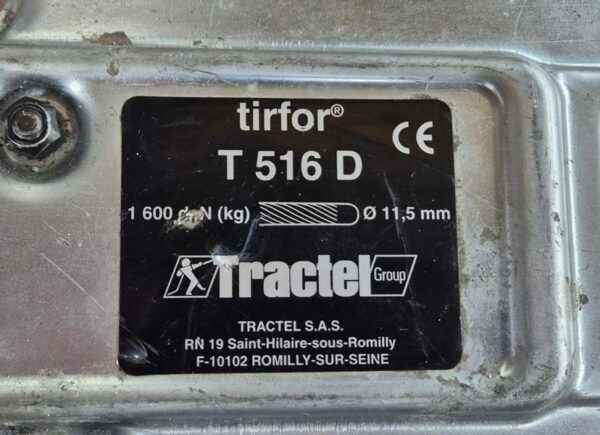 tirfor®
CE
T 516 D
1 600 daN (kg) Ø 11,5 mm
Tractel Group
TRACTEL S.A.S.
RN 19 Saint-Hilaire-sous-Romilly
F-10102 ROMILLY-SUR-SEINE